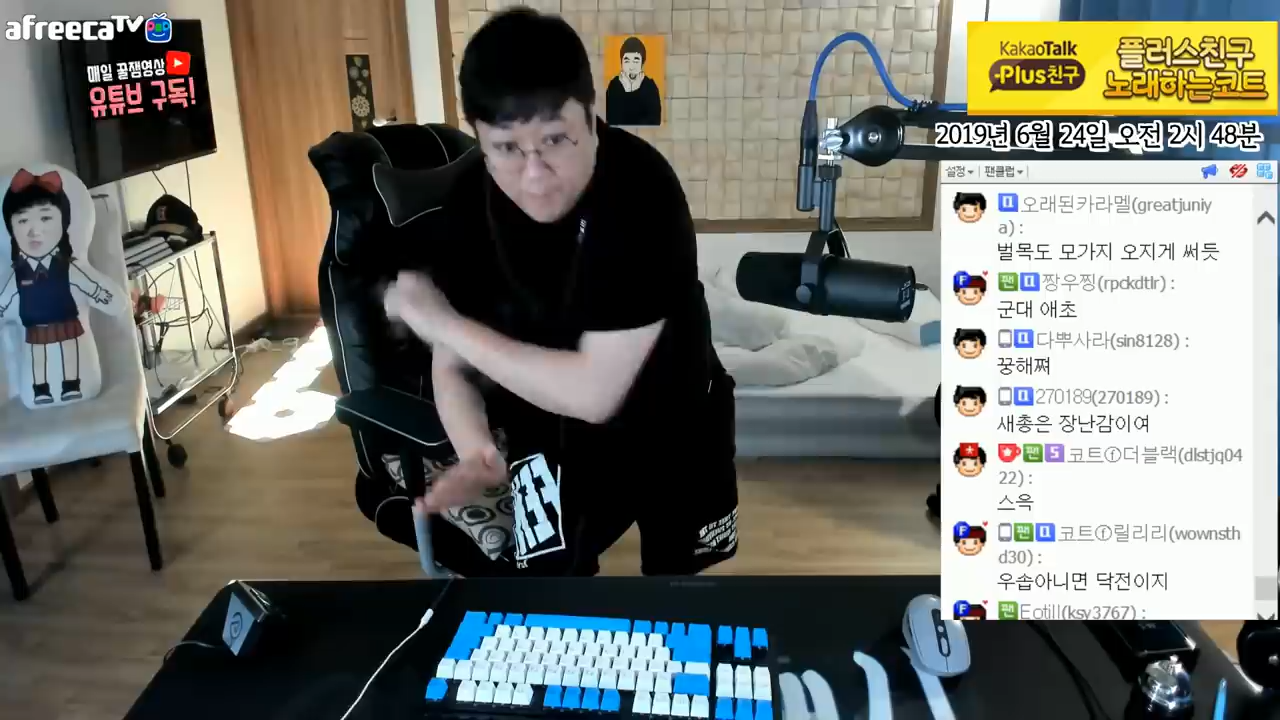 afreecaTV
매일 꿀잼영상
유튜브 구독!
KakaoTalk
-Plus친구
플러스친구
노래하는코트
2019년 6월 24일 오전 2시 48분
설정 팬클럽
오래된카라멜(greatjuniy
a) :
벌목도 모가지 오지게 써듯
팬 짱우찡(rpckdtlr) :
군대 애초
다뿌사라(sin8128) :
꿍해쪄
270189(270189) :
새총은 장난감이여
팬 S 코트ⓕ더블랙(dlstjq04
22) :
스윽
팬 코트ⓕ릴리리(wownsth
d30) :
우솝아니면 닥전이지
팬 Eotill(ksy3767) :